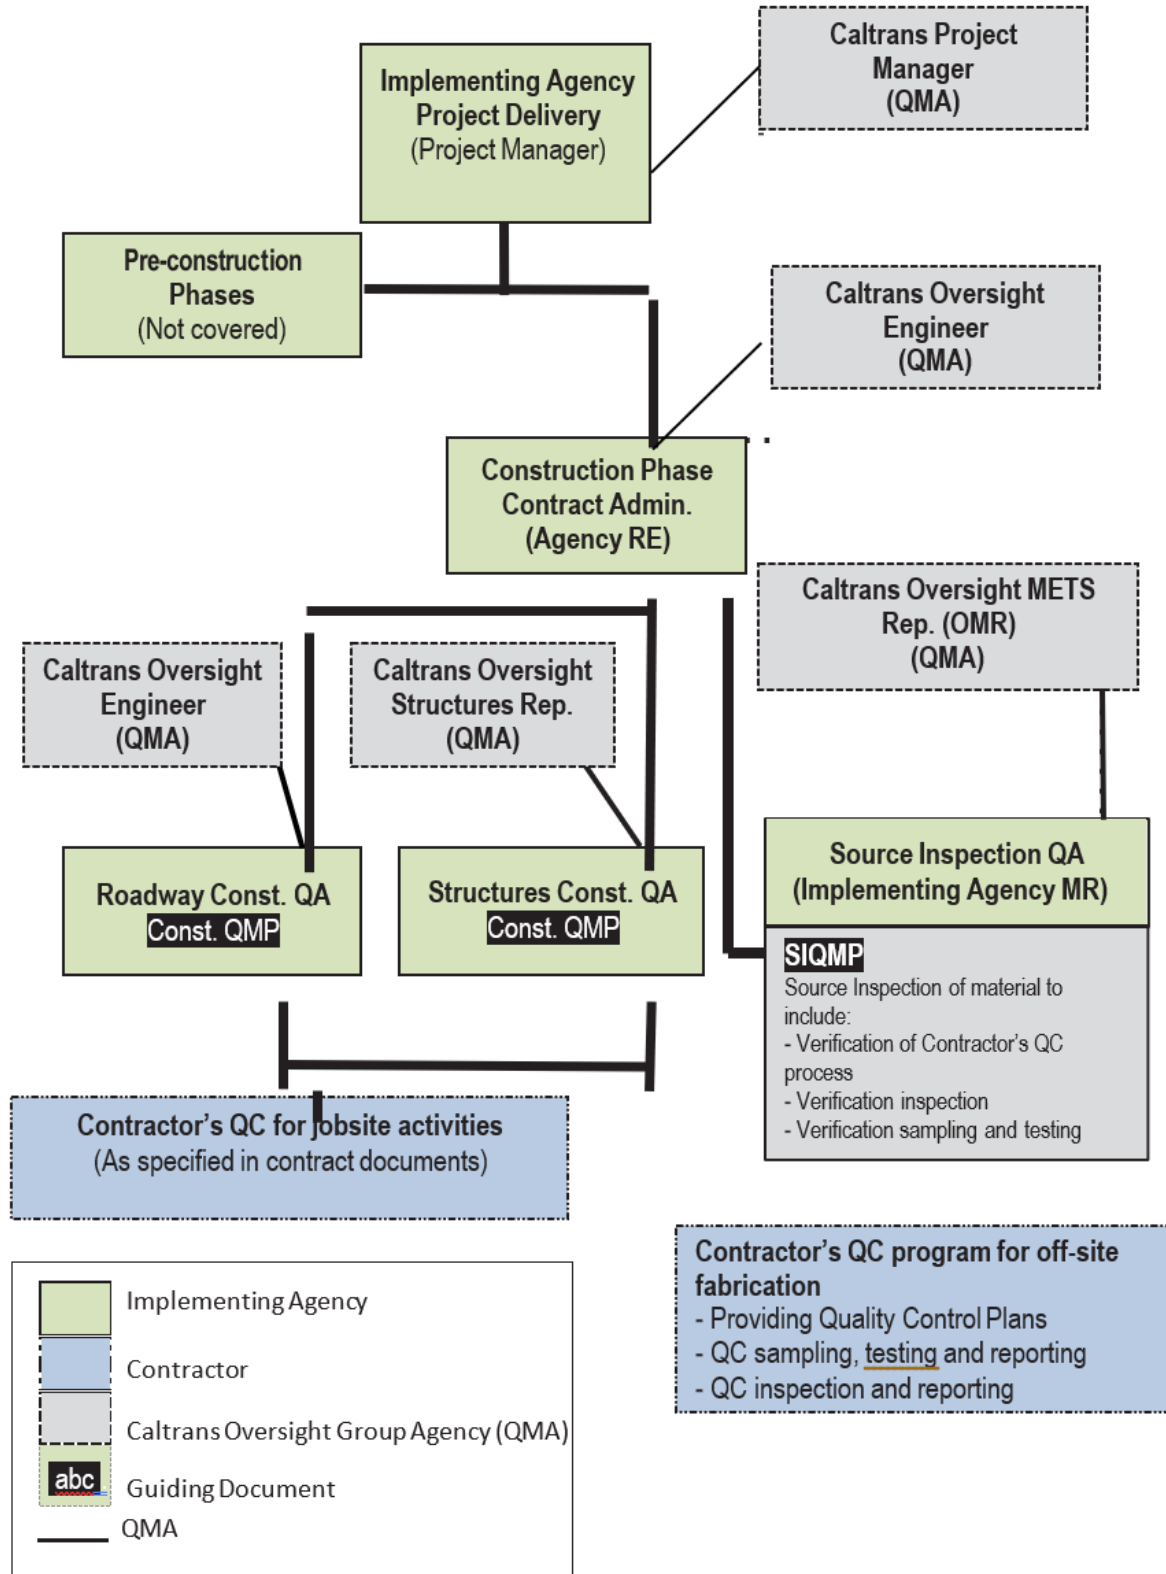 Caltrans Project
Manager
(QMA)
Implementing Agency
Project Delivery
(Project Manager)
Pre-construction
Phases
(Not covered)
Caltrans Oversight
Engineer
(QMA)
Construction Phase
Contract Admin.
(Agency RE)
Caltrans Oversight METS
Rep. (OMR)
(QMA)
Caltrans Oversight
Engineer
(QMA)
Caltrans Oversight
Structures Rep.
(QMA)
Roadway Const. QA
Const. QMP
Structures Const. QA
Const. QMP
Source Inspection QA
(Implementing Agency MR)
SIQMP
Source Inspection of material to
include:
- Verification of Contractor’s QC
process
- Verification inspection
- Verification sampling and testing
Contractor’s QC for jobsite activities
(As specified in contract documents)
Contractor’s QC program for off-site
fabrication
- Providing Quality Control Plans
- QC sampling, testing and reporting
- QC inspection and reporting
Implementing Agency
Contractor
Caltrans Oversight Group Agency (QMA)
abc
Guiding Document
QMA